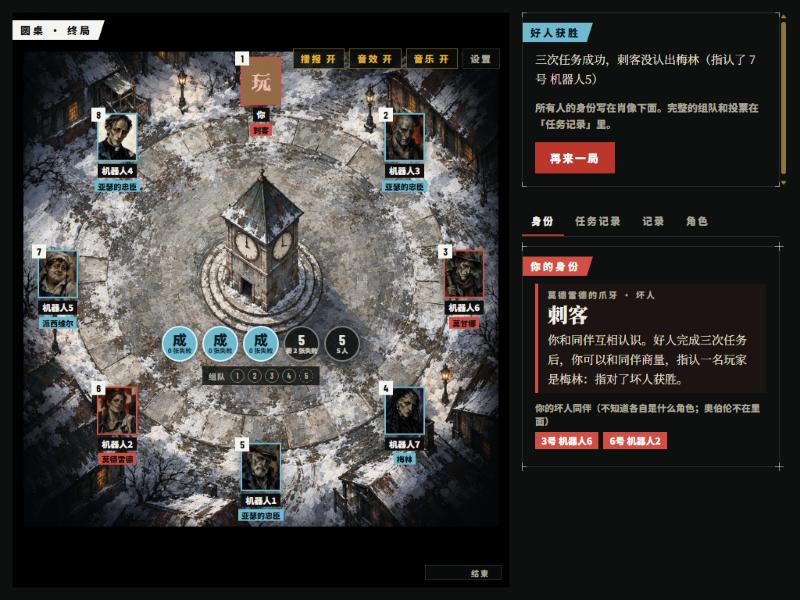 圆桌 · 终局
播报 开
音效 开
音乐 开
设置
1
玩
你
刺客
8
机器人4
亚瑟的忠臣
2
机器人3
亚瑟的忠臣
7
机器人5
派西维尔
3
机器人6
莫甘娜
成
0 张失败
成
0 张失败
成
0 张失败
5
要 2 张失败
5
5 人
组队 1 2 3 4 5
6
机器人2
莫德雷德
4
机器人7
梅林
5
机器人1
亚瑟的忠臣
结束
好人获胜
三次任务成功，刺客没认出梅林（指认了 7
号 机器人5）
所有人的身份写在肖像下面。完整的组队和投票在
「任务记录」里。
再来一局
身份
任务记录
记录
角色
你的身份
莫德雷德的爪牙 · 坏人
刺客
你和同伴互相认识。好人完成三次任务
后，你可以和同伴商量，指认一名玩家
是梅林：指对了坏人获胜。
你的坏人同伴（不知道各自是什么角色；奥伯伦不在里
面）
3号 机器人6
6号 机器人2